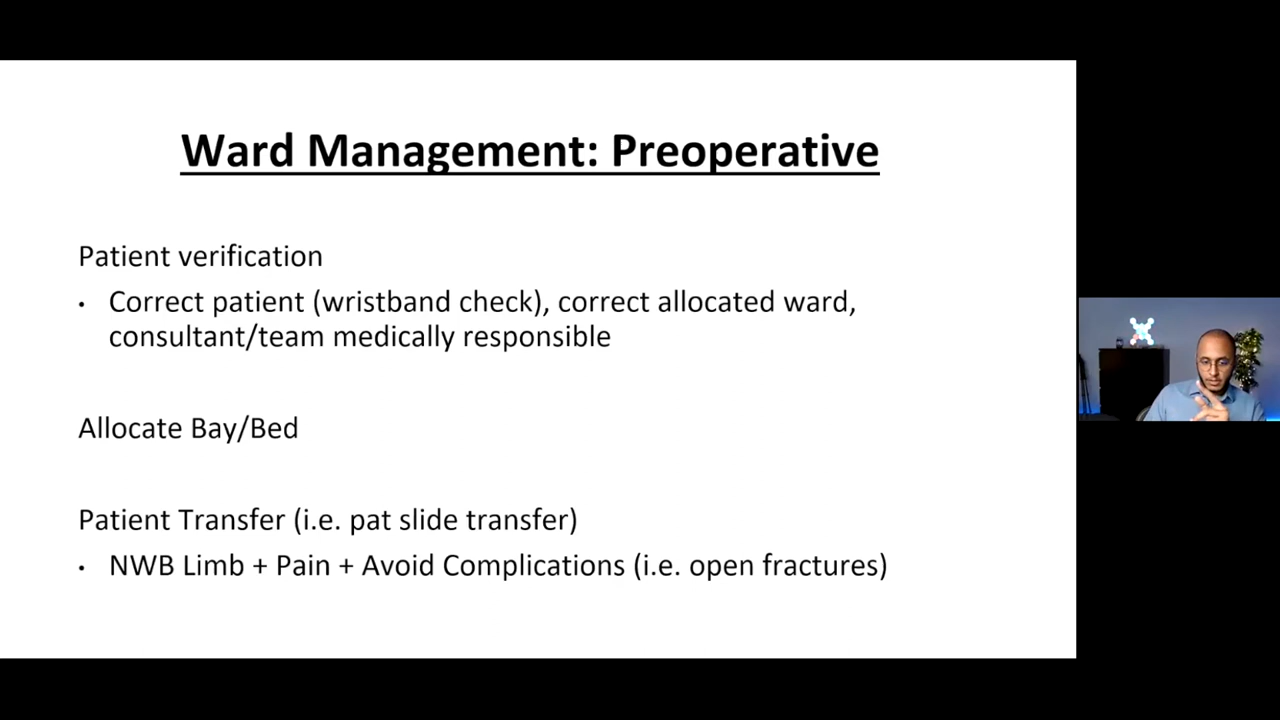 Ward Management: Preoperative
Patient verification
• Correct patient (wristband check), correct allocated ward,
consultant/team medically responsible
Allocate Bay/Bed
Patient Transfer (i.e. pat slide transfer)
• NWB Limb + Pain + Avoid Complications (i.e. open fractures)